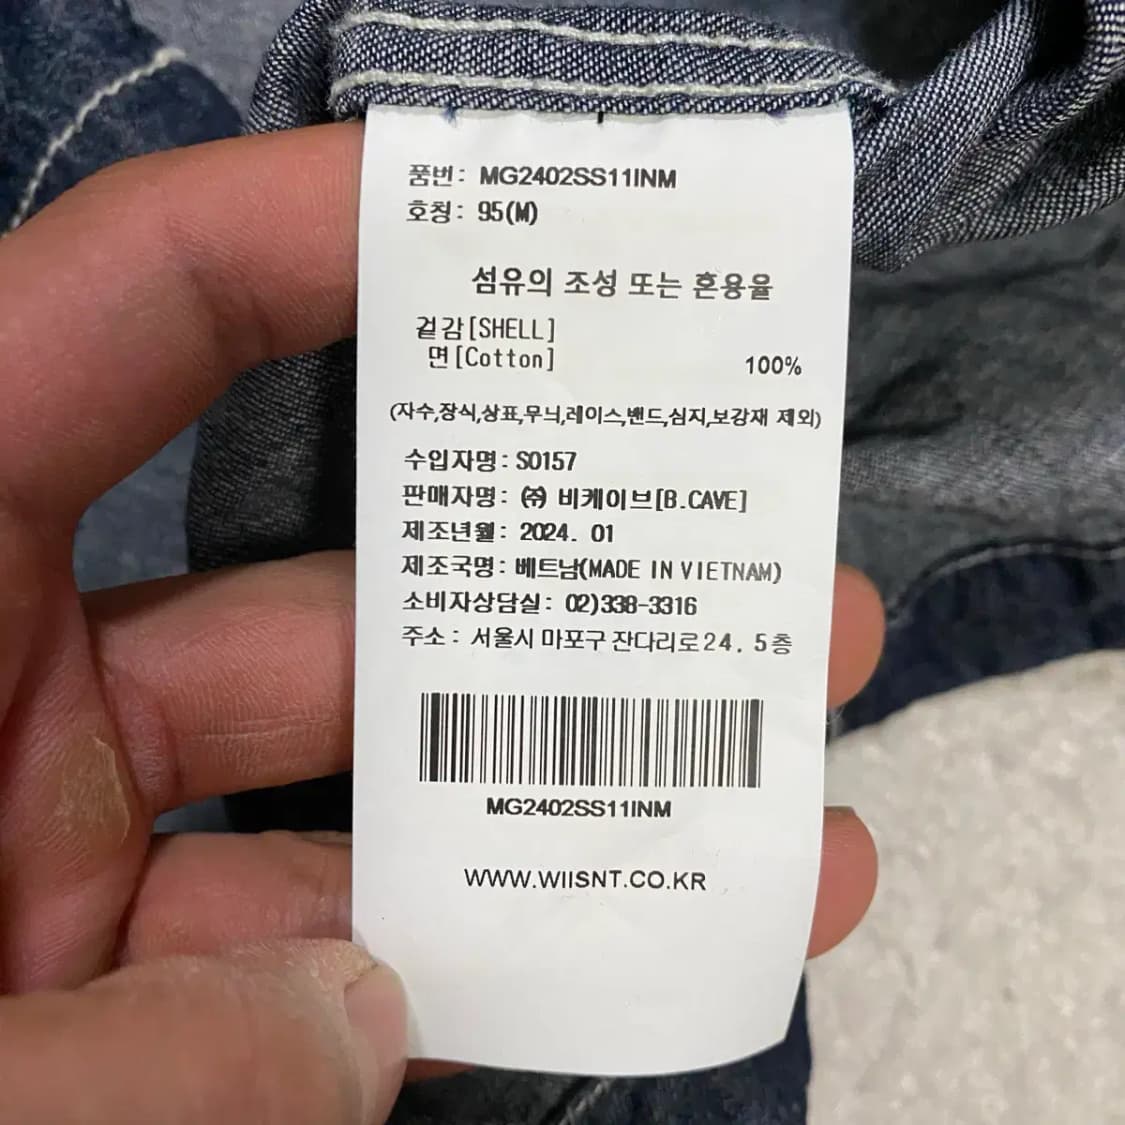 품번: MG2402SS11INM
호칭: 95(M)
섬유의 조성 또는 혼용율
겉감[SHELL]
면[Cotton] 100%
(자수,장식,상표,무늬,레이스,밴드,심지,보강재 제외)
수입자명: S0157
판매자명: ㈜ 비케이브[B.CAVE]
제조년월: 2024. 01
제조국명: 베트남(MADE IN VIETNAM)
소비자상담실: 02)338-3316
주소: 서울시 마포구 잔다리로24. 5층
MG2402SS11INM
WWW.WIISNT.CO.KR